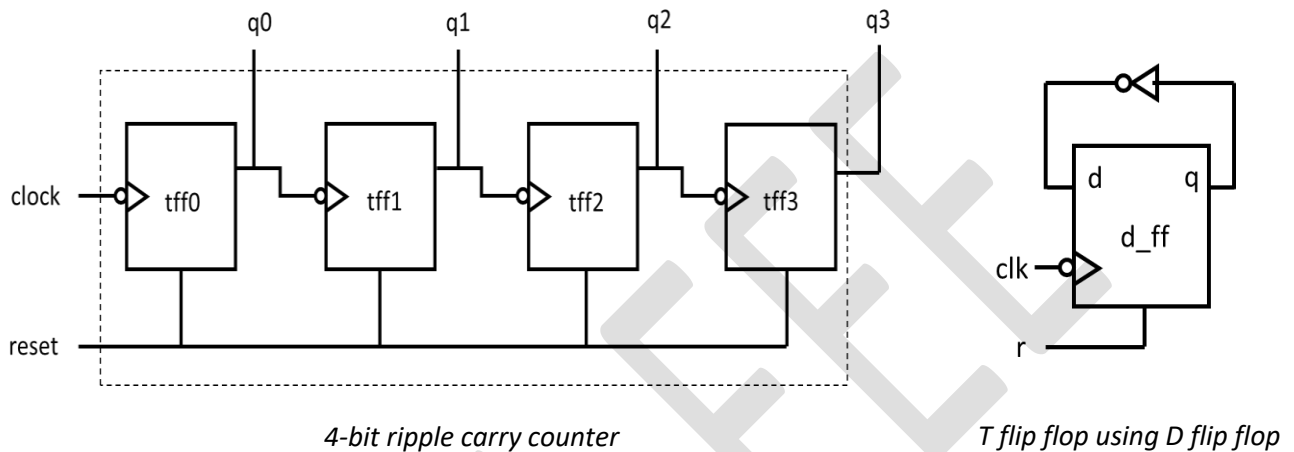 q0 q1 q2 q3
clock tff0 tff1 tff2 tff3
reset
d q
d_ff
clk
r
4-bit ripple carry counter
T flip flop using D flip flop